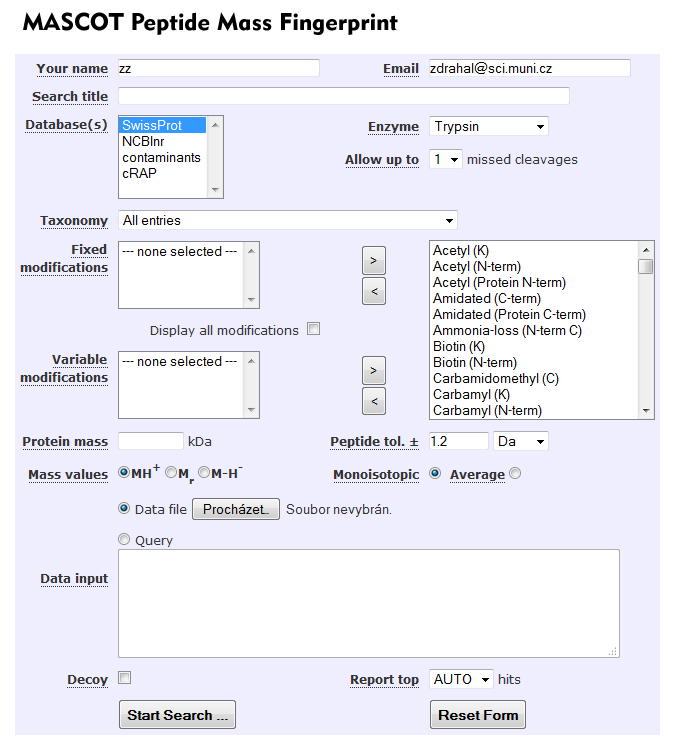 MASCOT Peptide Mass Fingerprint
Your name zz Email zdrahal@sci.muni.cz
Search title
Database(s) SwissProt
NCBInr
contaminants
cRAP
Enzyme Trypsin
Allow up to 1 missed cleavages
Taxonomy All entries
Fixed modifications --- none selected ---
>
<
Display all modifications
Variable modifications --- none selected ---
>
<
Acetyl (K)
Acetyl (N-term)
Acetyl (Protein N-term)
Amidated (C-term)
Amidated (Protein C-term)
Ammonia-loss (N-term C)
Biotin (K)
Biotin (N-term)
Carbamidomethyl (C)
Carbamyl (K)
Carbamyl (N-term)
Protein mass kDa Peptide tol. ± 1.2 Da
Mass values MH+ Mr M-H- Monoisotopic Average
Data file Procházet.. Soubor nevybrán.
Query
Data input
Decoy Report top AUTO hits
Start Search ... Reset Form